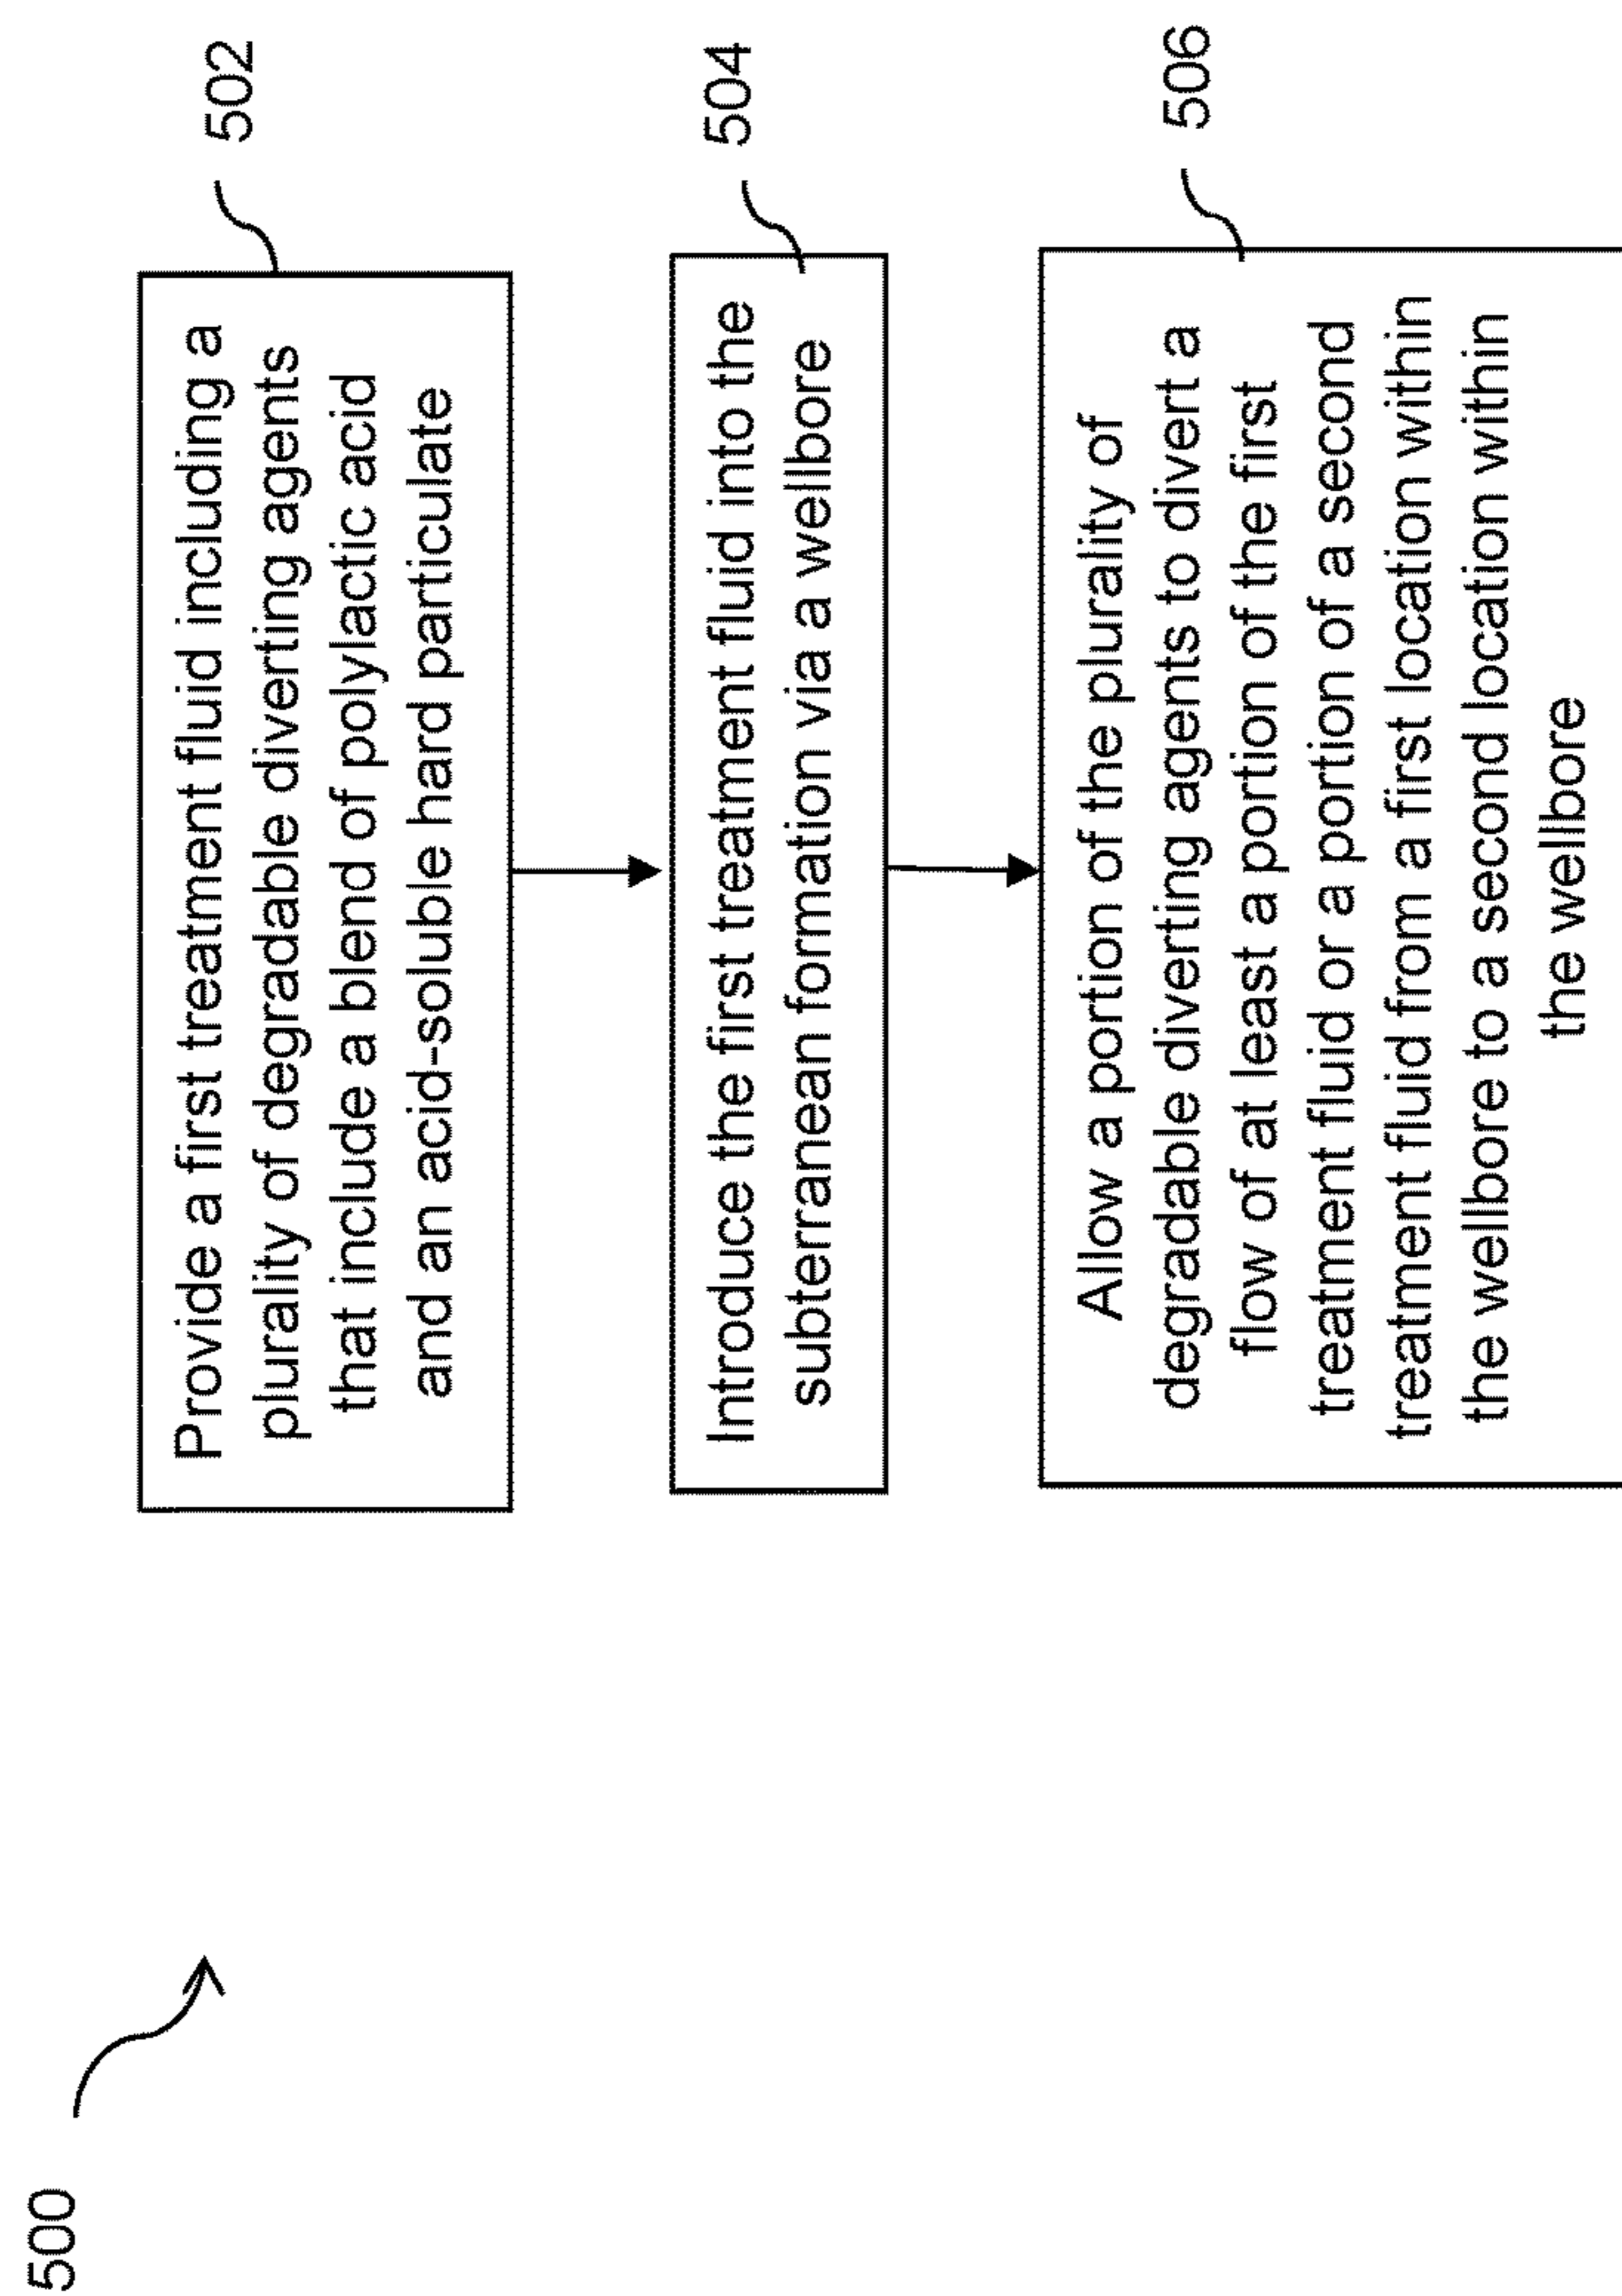 500
502
Provide a first treatment fluid including a
plurality of degradable diverting agents
that include a blend of polylactic acid
and an acid-soluble hard particulate
504
Introduce the first treatment fluid into the
subterranean formation via a wellbore
506
Allow a portion of the plurality of
degradable diverting agents to divert a
flow of at least a portion of the first
treatment fluid or a portion of a second
treatment fluid from a first location within
the wellbore to a second location within
the wellbore